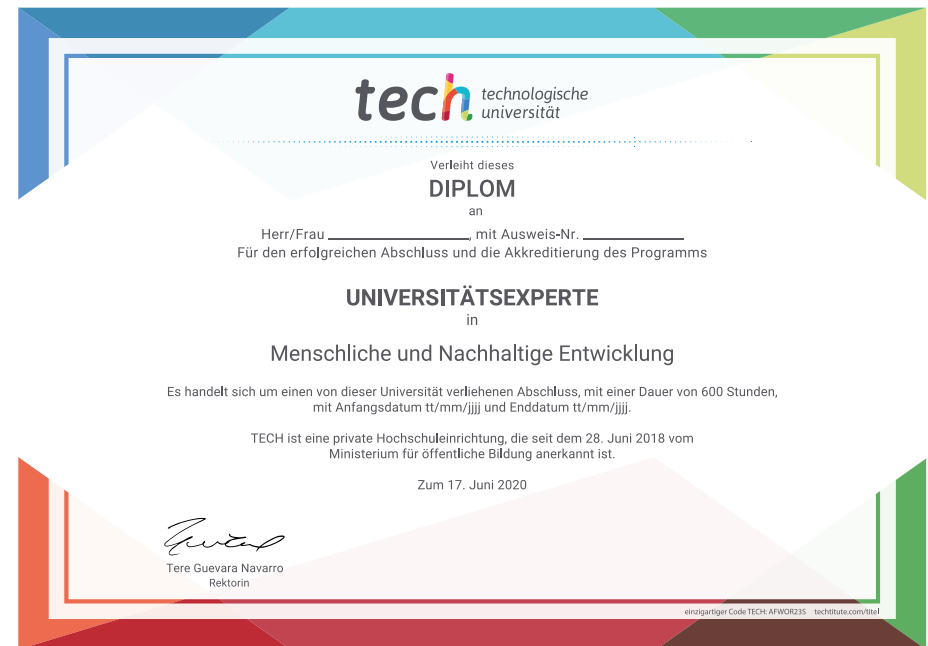 tech technologische
universität
Verleiht dieses
DIPLOM
an
Herr/Frau ____________, mit Ausweis-Nr. ____________
Für den erfolgreichen Abschluss und die Akkreditierung des Programms
UNIVERSITÄTSEXPERTE
in
Menschliche und Nachhaltige Entwicklung
Es handelt sich um einen von dieser Universität verliehenen Abschluss, mit einer Dauer von 600 Stunden,
mit Anfangsdatum tt/mm/jjjj und Enddatum tt/mm/jjjj.
TECH ist eine private Hochschuleinrichtung, die seit dem 28. Juni 2018 vom
Ministerium für öffentliche Bildung anerkannt ist.
Zum 17. Juni 2020
Tere Guevara Navarro
Rektorin
einzigartiger Code TECH: AFWOR23S techtitute.com/titel